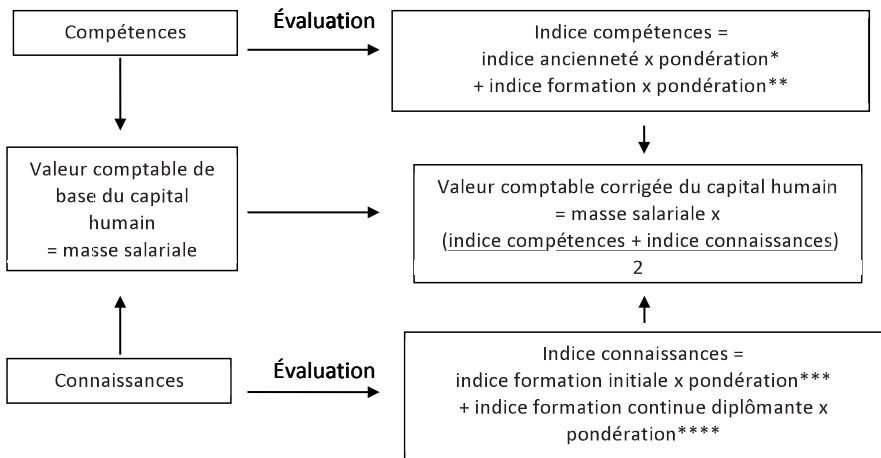 Compétences
Évaluation
Indice compétences =
indice ancienneté x pondération*
+ indice formation x pondération**
Valeur comptable de
base du capital
humain
= masse salariale
Valeur comptable corrigée du capital humain
= masse salariale x
(indice compétences + indice connaissances)
2
Connaissances
Évaluation
Indice connaissances =
indice formation initiale x pondération***
+ indice formation continue diplômante x
pondération****